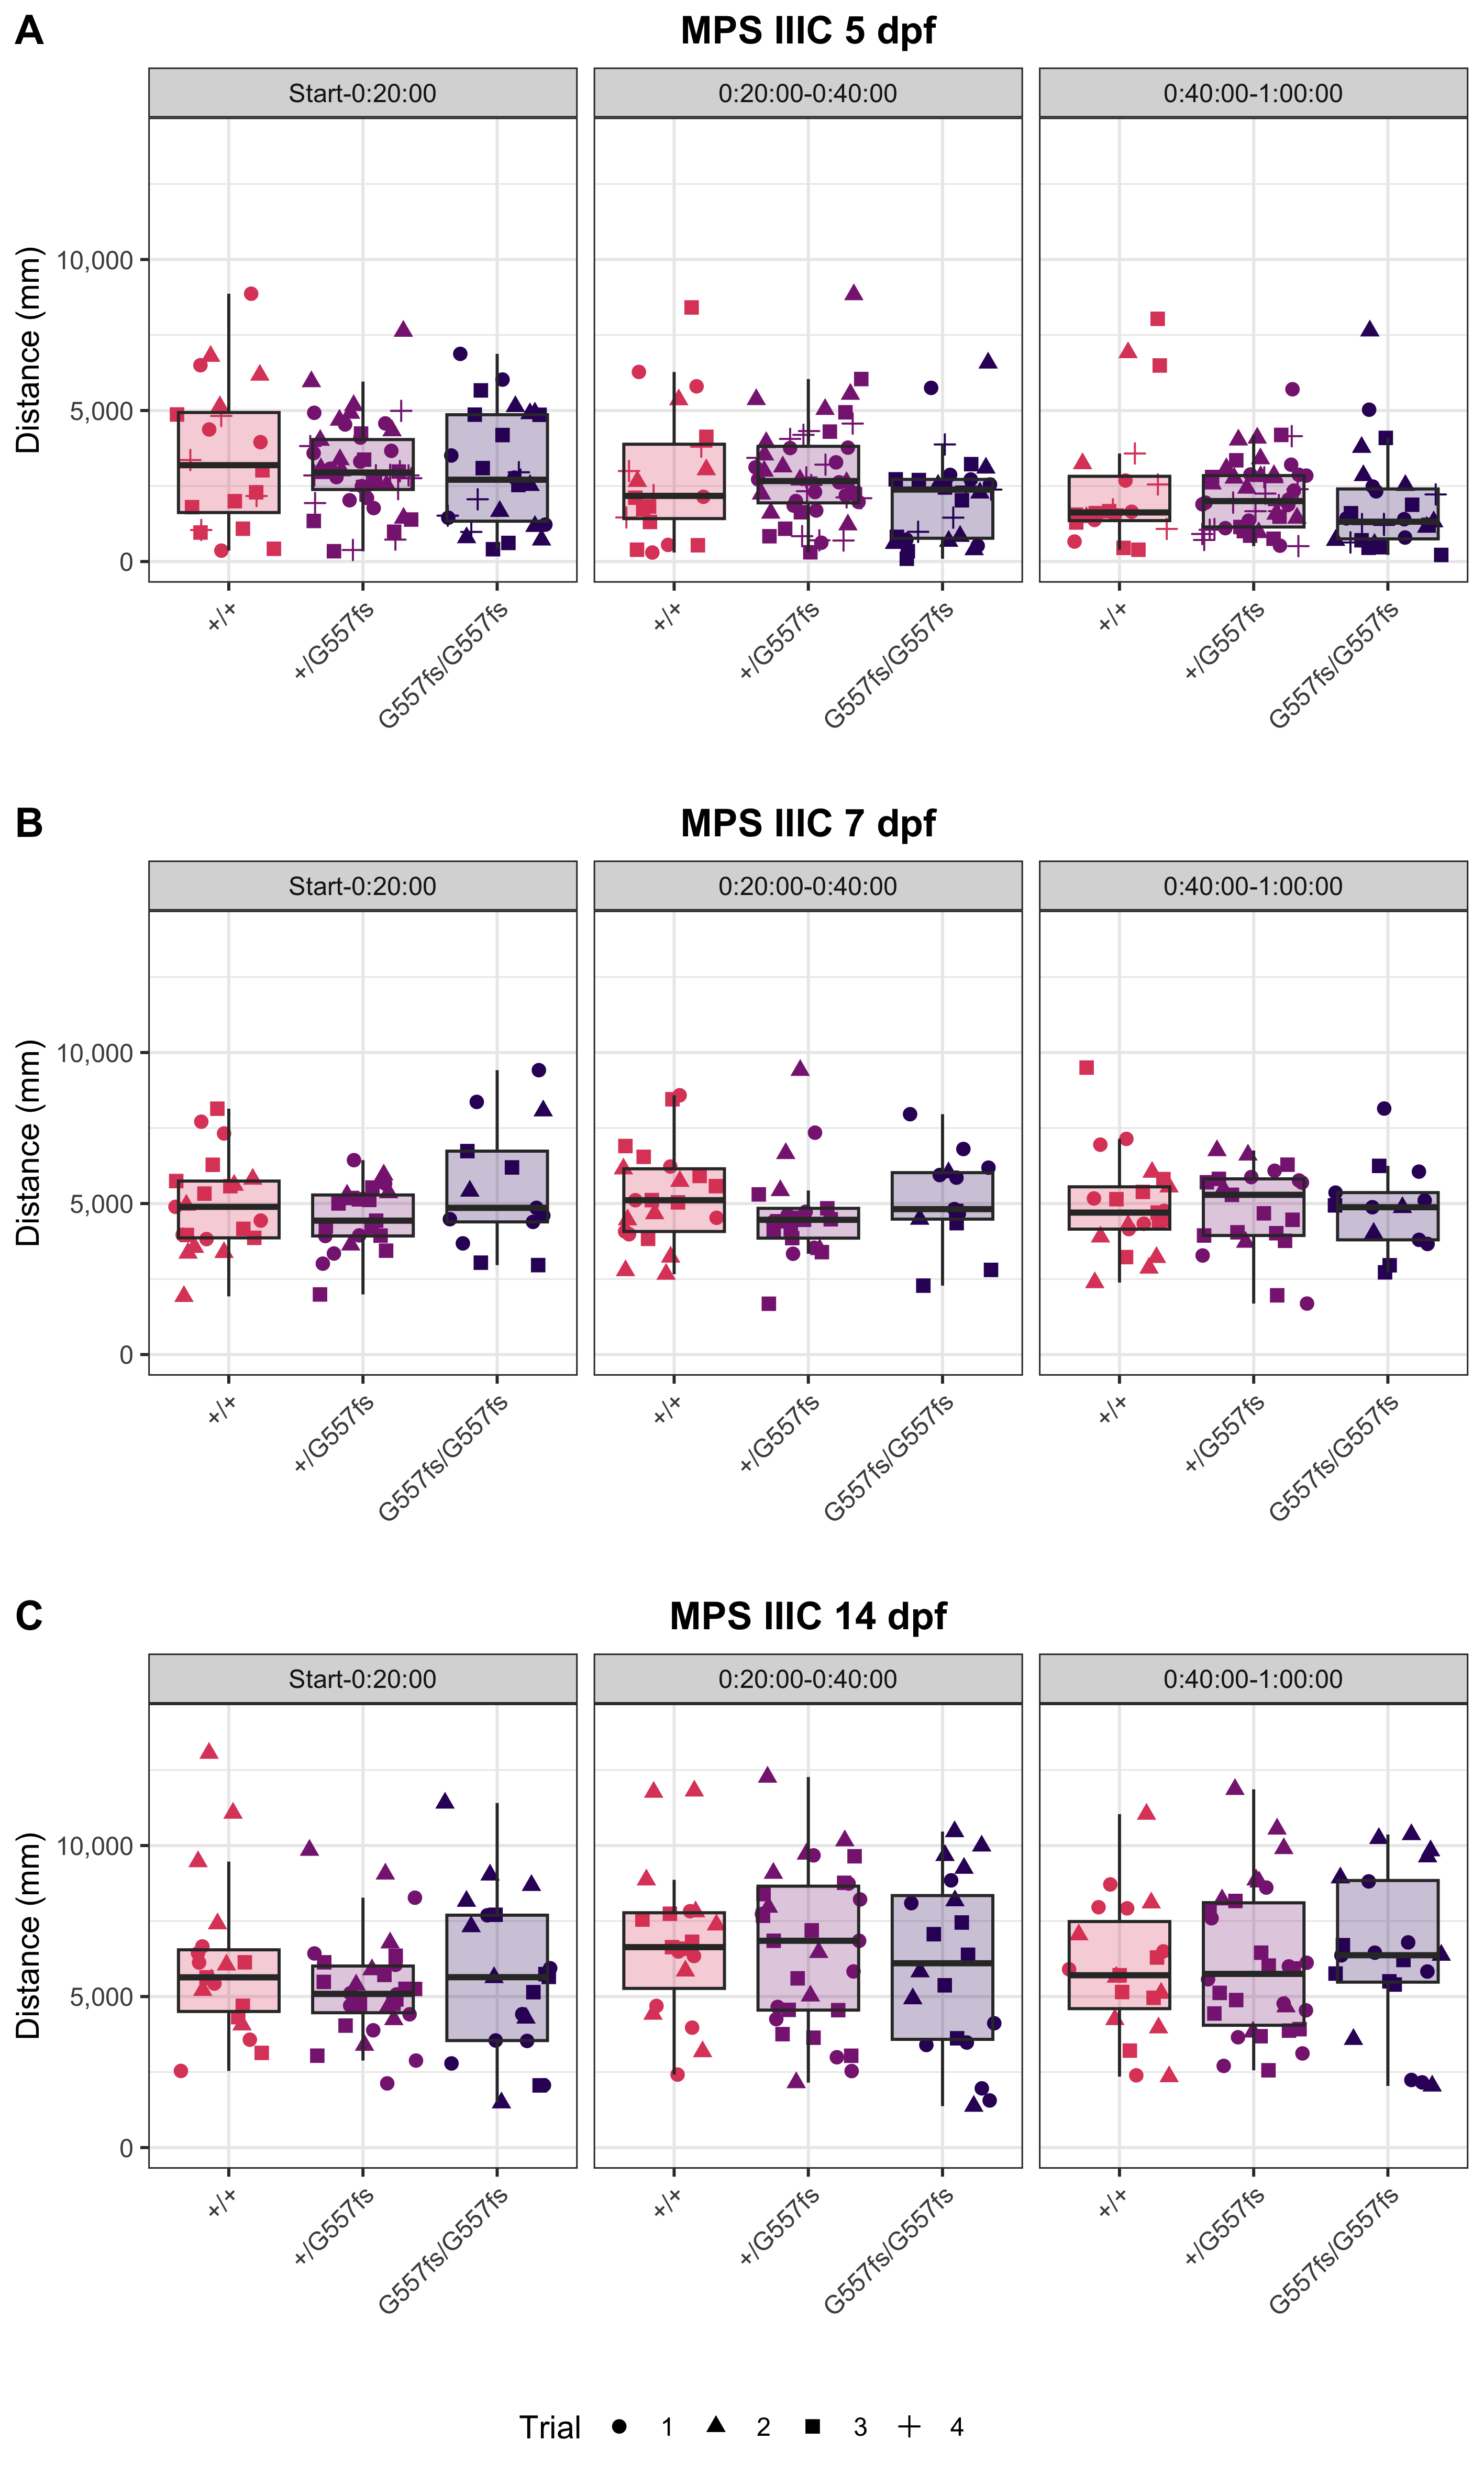 A
MPS IIIC 5 dpf
Start-0:20:00
0:20:00-0:40:00
0:40:00-1:00:00
Distance (mm)
10,000
5,000
0
+/+
+/G557fs
G557fs/G557fs
+/+
+/G557fs
G557fs/G557fs
+/+
+/G557fs
G557fs/G557fs
B
MPS IIIC 7 dpf
Start-0:20:00
0:20:00-0:40:00
0:40:00-1:00:00
Distance (mm)
10,000
5,000
0
+/+
+/G557fs
G557fs/G557fs
+/+
+/G557fs
G557fs/G557fs
+/+
+/G557fs
G557fs/G557fs
C
MPS IIIC 14 dpf
Start-0:20:00
0:20:00-0:40:00
0:40:00-1:00:00
Distance (mm)
10,000
5,000
0
+/+
+/G557fs
G557fs/G557fs
+/+
+/G557fs
G557fs/G557fs
+/+
+/G557fs
G557fs/G557fs
Trial 1 2 3 4